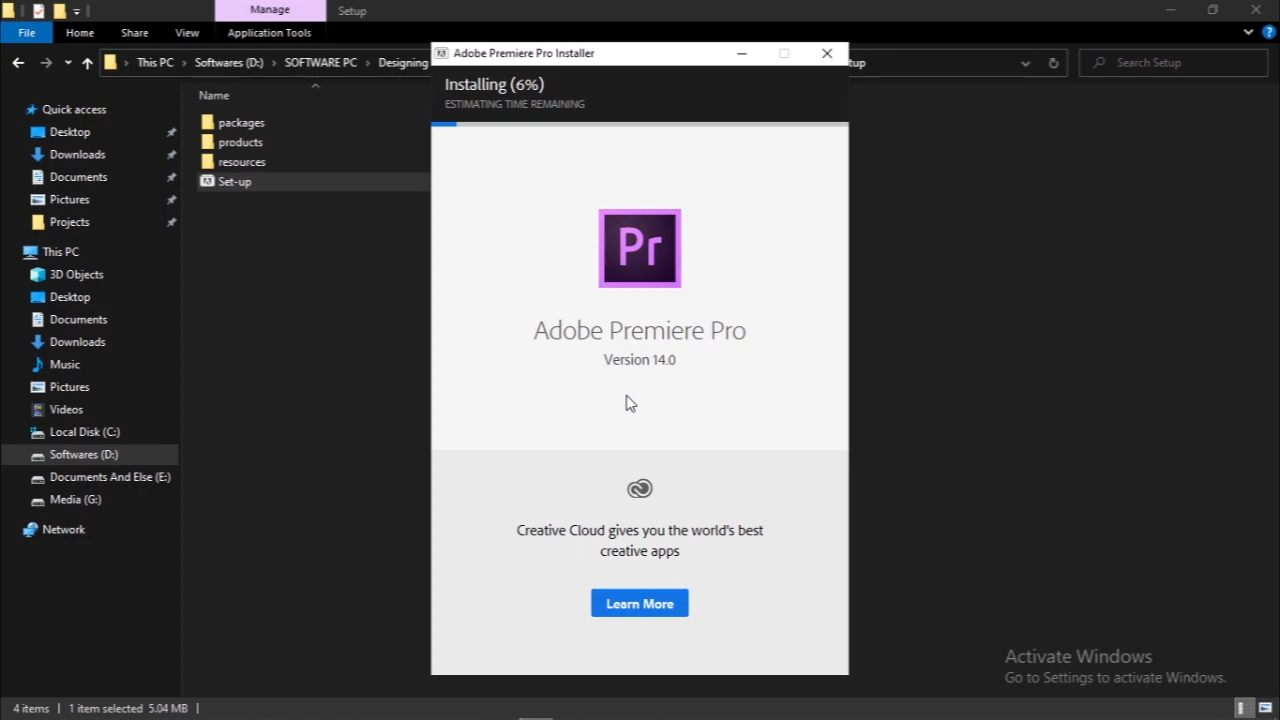 Manage
Setup
File
Home
Share
View
Application Tools
This PC
Softwares (D:)
SOFTWARE PC
Designing
tup
Search Setup
Quick access
Desktop
Downloads
Documents
Pictures
Projects
This PC
3D Objects
Desktop
Documents
Downloads
Music
Pictures
Videos
Local Disk (C:)
Softwares (D:)
Documents And Else (E:)
Media (G:)
Network
Name
packages
products
resources
Set-up
Adobe Premiere Pro Installer
Installing (6%)
ESTIMATING TIME REMAINING
Pr
Adobe Premiere Pro
Version 14.0
Creative Cloud gives you the world's best
creative apps
Learn More
Activate Windows
Go to Settings to activate Windows.
4 items
1 item selected 5.04 MB